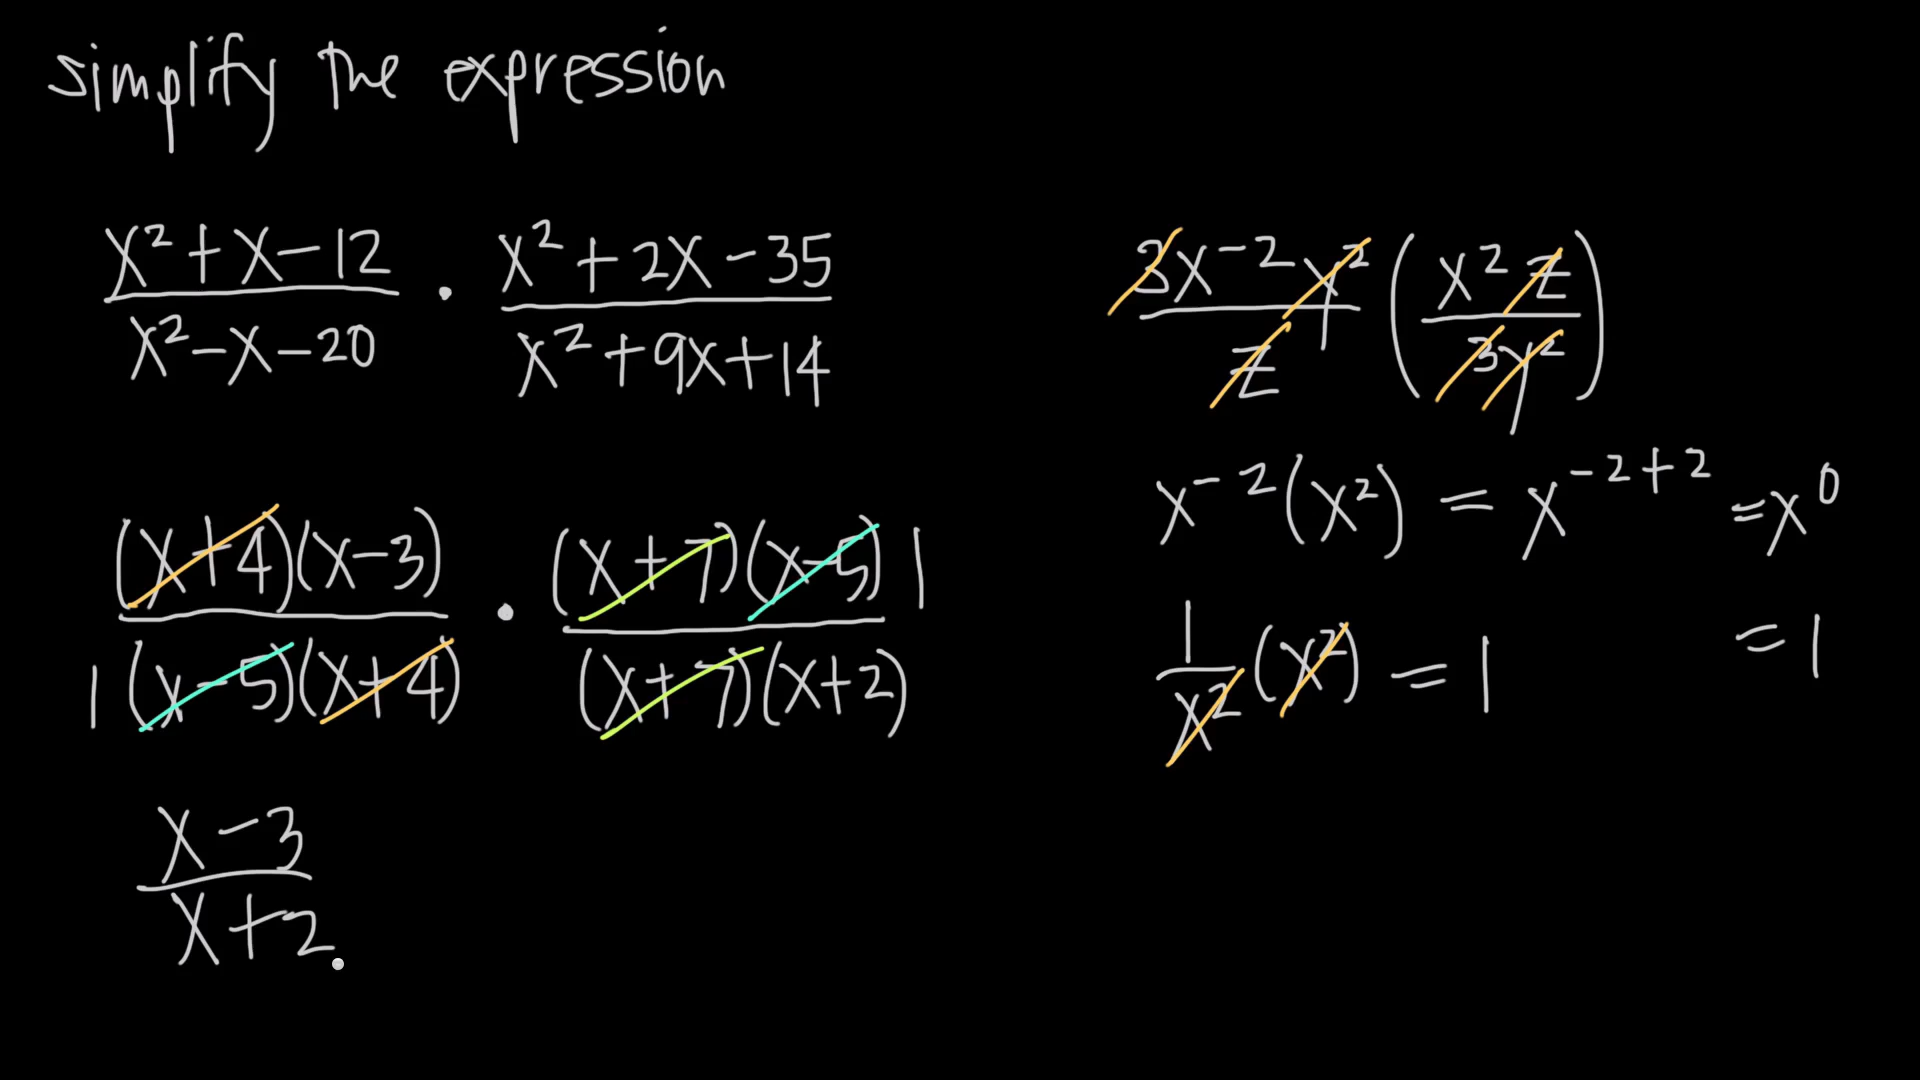 simplify the expression
x²+x-12 / x²-x-20 · x²+2x-35 / x²+9x+14
(x+4)(x-3) / 1(x-5)(x+4) · (x+7)(x-5) 1 / (x+7)(x+2)
x-3 / x+2
3x⁻²y² / z (x²z / 3y²)
x⁻²(x²) = x⁻²⁺² = x⁰
1 / x² (x²) = 1
= 1